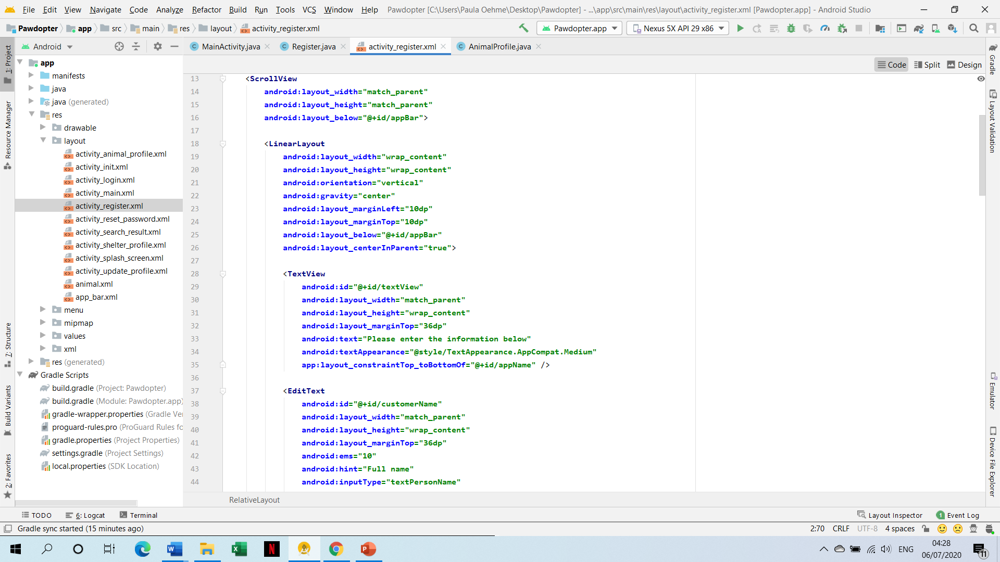 File Edit View Navigate Code Analyze Refactor Build Run Tools VCS Window Help Pawdopter [C:\Users\Paula Oehme\Desktop\Pawdopter] - ...\app\src\main\res\layout\activity_register.xml [Pawdopter.app] - Android Studio
Pawdopter app src main res layout activity_register.xml Pawdopter.app Nexus 5X API 29 x86
Android MainActivity.java Register.java activity_register.xml AnimalProfile.java
Code Split Design
1: Project
Resource Manager
7: Structure
Build Variants
2: Favorites
app
manifests
java
java (generated)
res
drawable
layout
activity_animal_profile.xml
activity_init.xml
activity_login.xml
activity_main.xml
activity_register.xml
activity_reset_password.xml
activity_search_result.xml
activity_shelter_profile.xml
activity_splash_screen.xml
activity_update_profile.xml
animal.xml
app_bar.xml
menu
mipmap
values
xml
res (generated)
Gradle Scripts
build.gradle (Project: Pawdopter)
build.gradle (Module: Pawdopter.app)
gradle-wrapper.properties (Gradle Ve
proguard-rules.pro (ProGuard Rules fo
gradle.properties (Project Properties)
settings.gradle (Project Settings)
local.properties (SDK Location)
13 <ScrollView
14 android:layout_width="match_parent"
15 android:layout_height="match_parent"
16 android:layout_below="@+id/appBar">
17
18 <LinearLayout
19 android:layout_width="wrap_content"
20 android:layout_height="wrap_content"
21 android:orientation="vertical"
22 android:gravity="center"
23 android:layout_marginLeft="10dp"
24 android:layout_marginTop="10dp"
25 android:layout_below="@+id/appBar"
26 android:layout_centerInParent="true">
27
28 <TextView
29 android:id="@+id/textView"
30 android:layout_width="match_parent"
31 android:layout_height="wrap_content"
32 android:layout_marginTop="36dp"
33 android:text="Please enter the information below"
34 android:textAppearance="@style/TextAppearance.AppCompat.Medium"
35 app:layout_constraintTop_toBottomOf="@+id/appName" />
36
37 <EditText
38 android:id="@+id/customerName"
39 android:layout_width="match_parent"
40 android:layout_height="wrap_content"
41 android:layout_marginTop="36dp"
42 android:ems="10"
43 android:hint="Full name"
44 android:inputType="textPersonName"
RelativeLayout
Gradle
Layout Validation
Emulator
Device File Explorer
TODO 6: Logcat Terminal Layout Inspector 1 Event Log
Gradle sync started (15 minutes ago) 2:70 CRLF UTF-8 4 spaces
ENG 04:28
06/07/2020 11